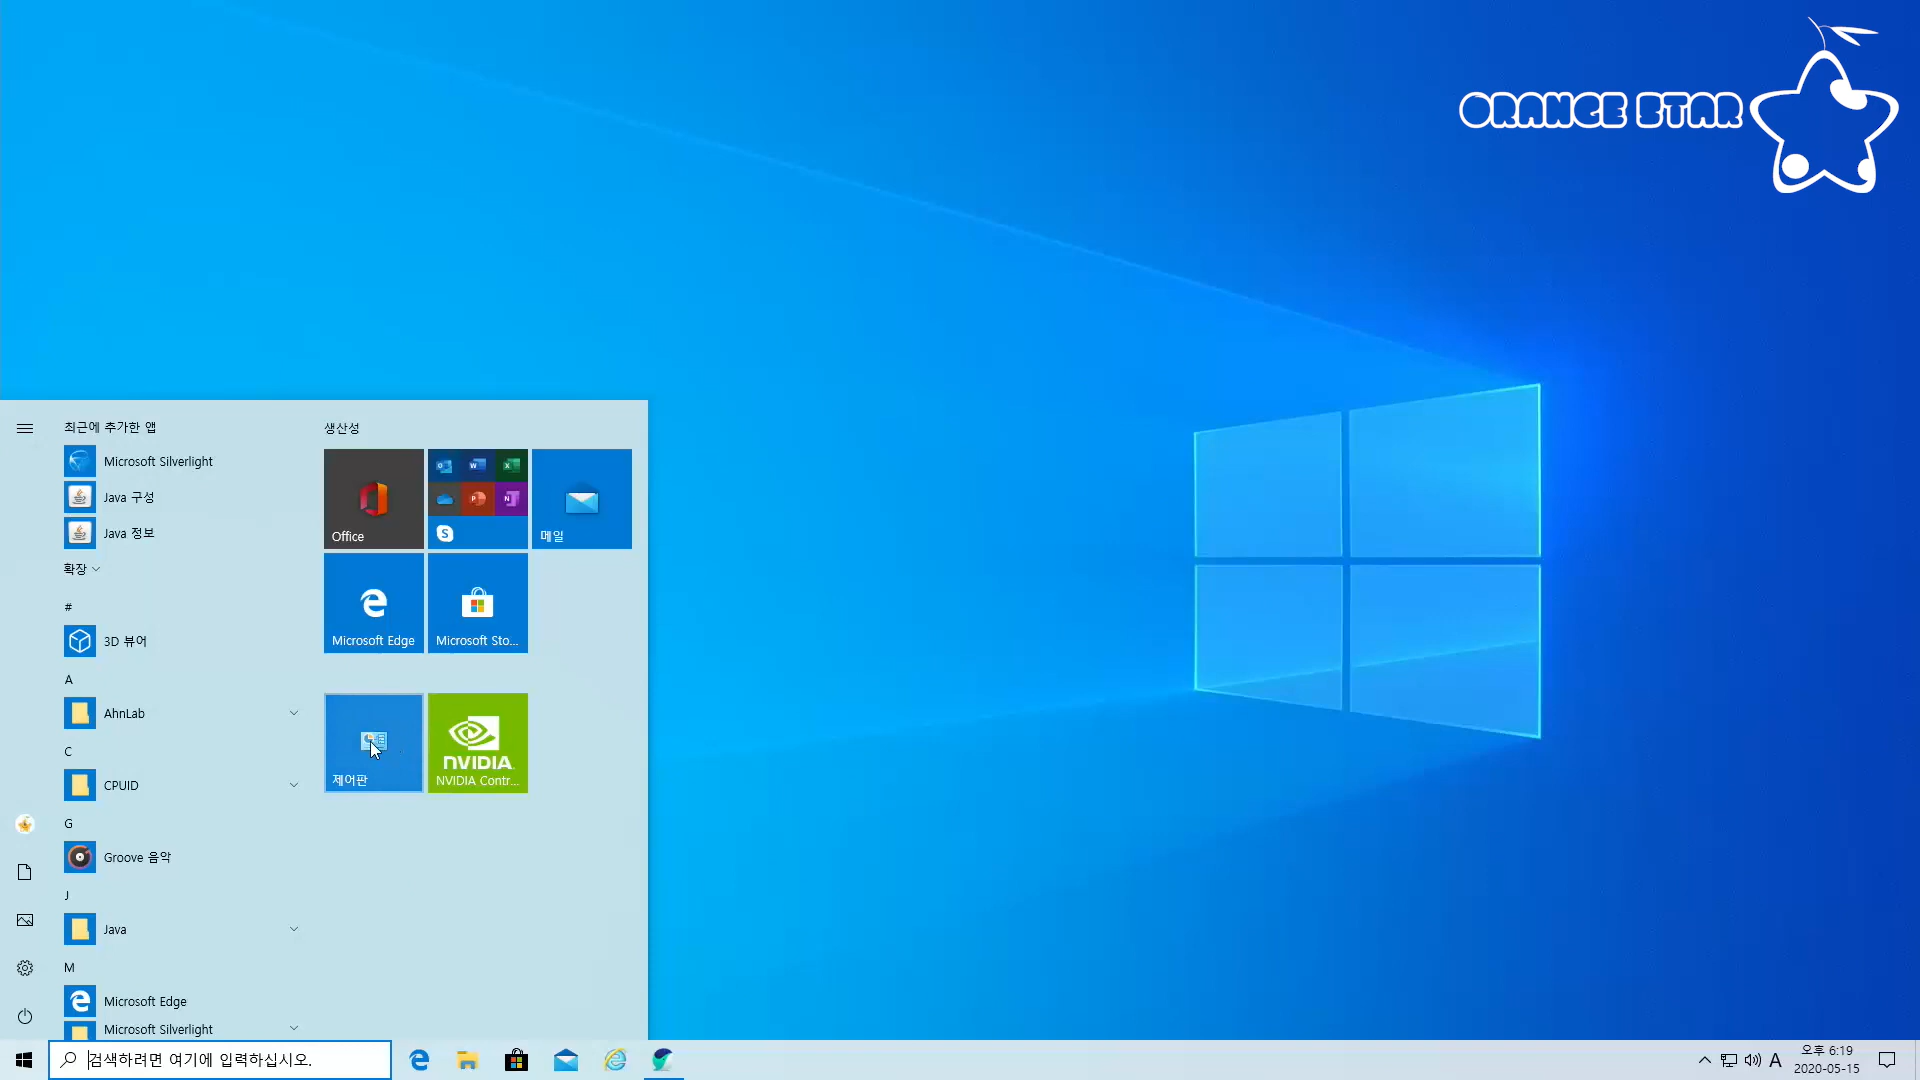 ORANGE STAR
최근에 추가한 앱
Microsoft Silverlight
Java 구성
Java 정보
확장
#
3D 뷰어
A
AhnLab
C
CPUID
G
Groove 음악
J
Java
M
Microsoft Edge
Microsoft Silverlight
생산성
Office
메일
Microsoft Edge
Microsoft Sto...
제어판
NVIDIA.
NVIDIA Contr...
검색하려면 여기에 입력하십시오.
A
오후 6:19
2020-05-15